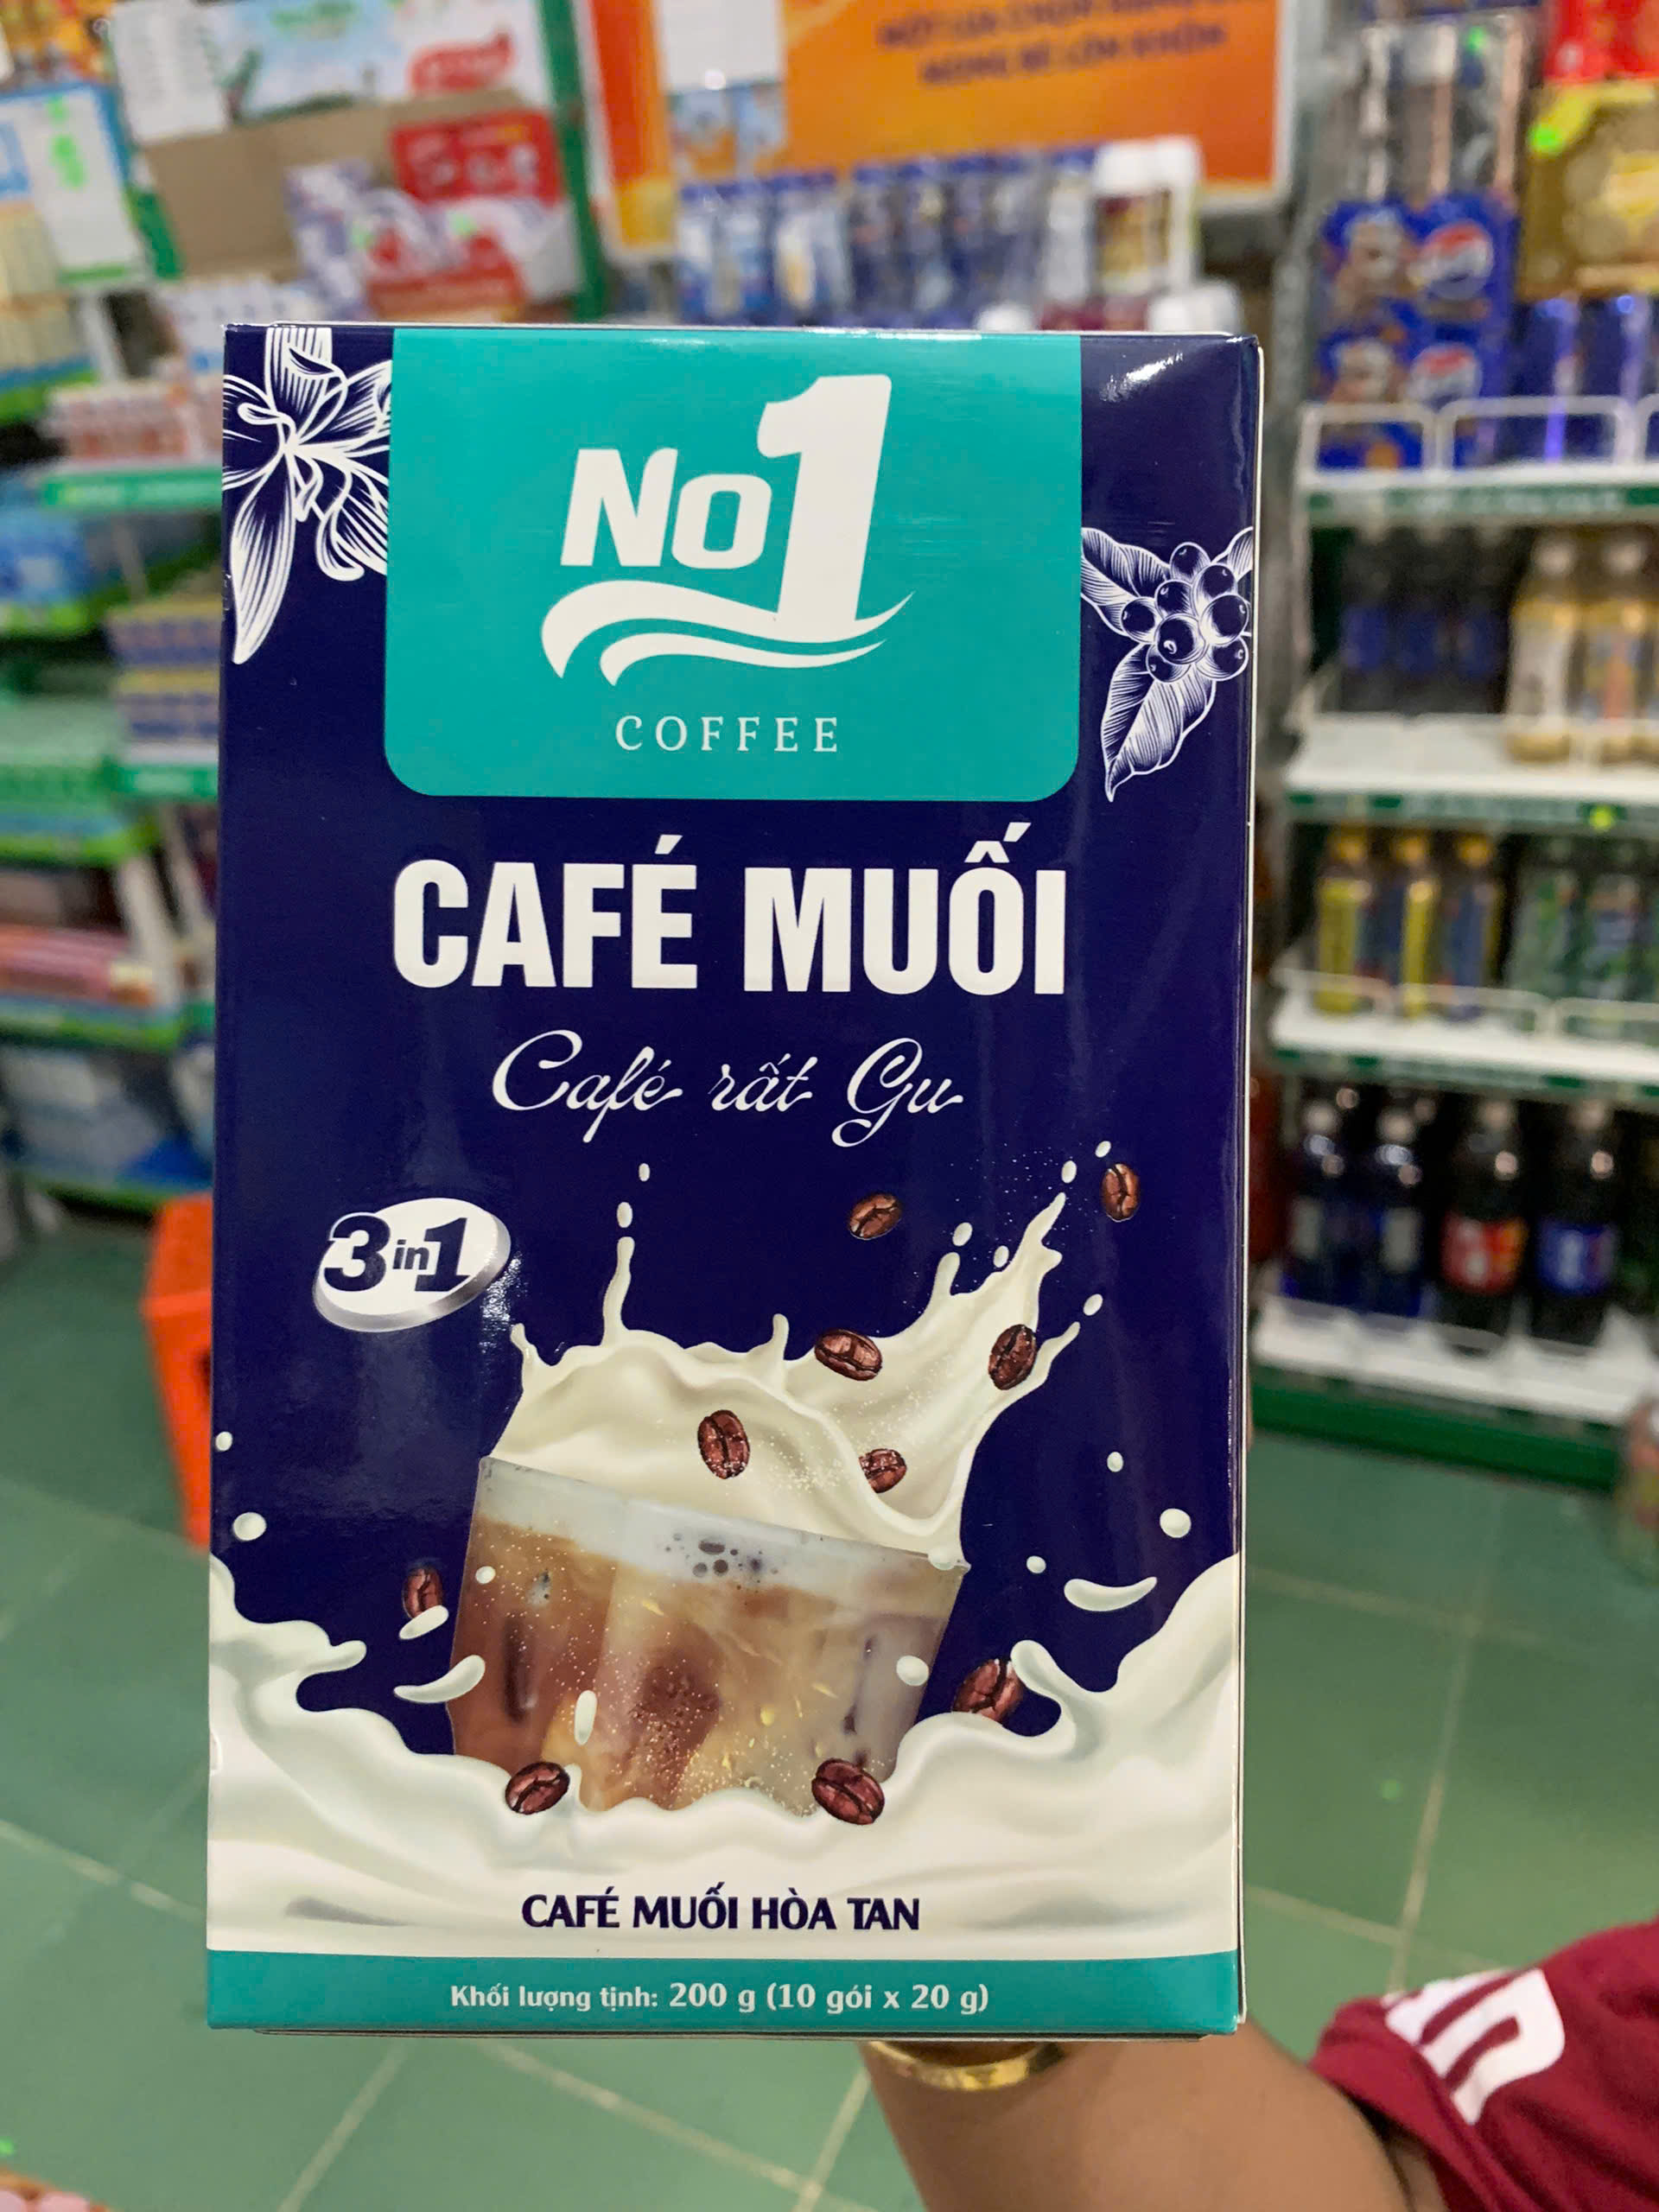 No1
COFFEE
CAFÉ MUỐI
Café rất Gu
3in1
CAFÉ MUỐI HÒA TAN
Khối lượng tịnh: 200 g (10 gói x 20 g)